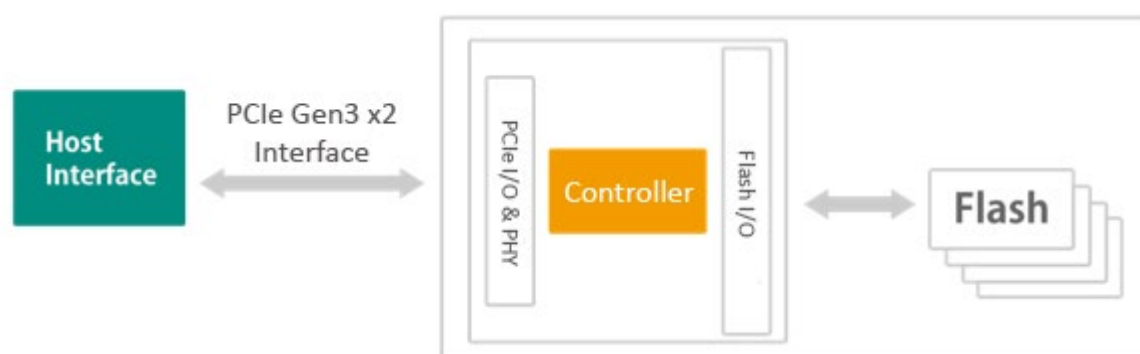 Host
Interface
PCIe Gen3 x2
Interface
PCIe I/O & PHY
Controller
Flash I/O
Flash